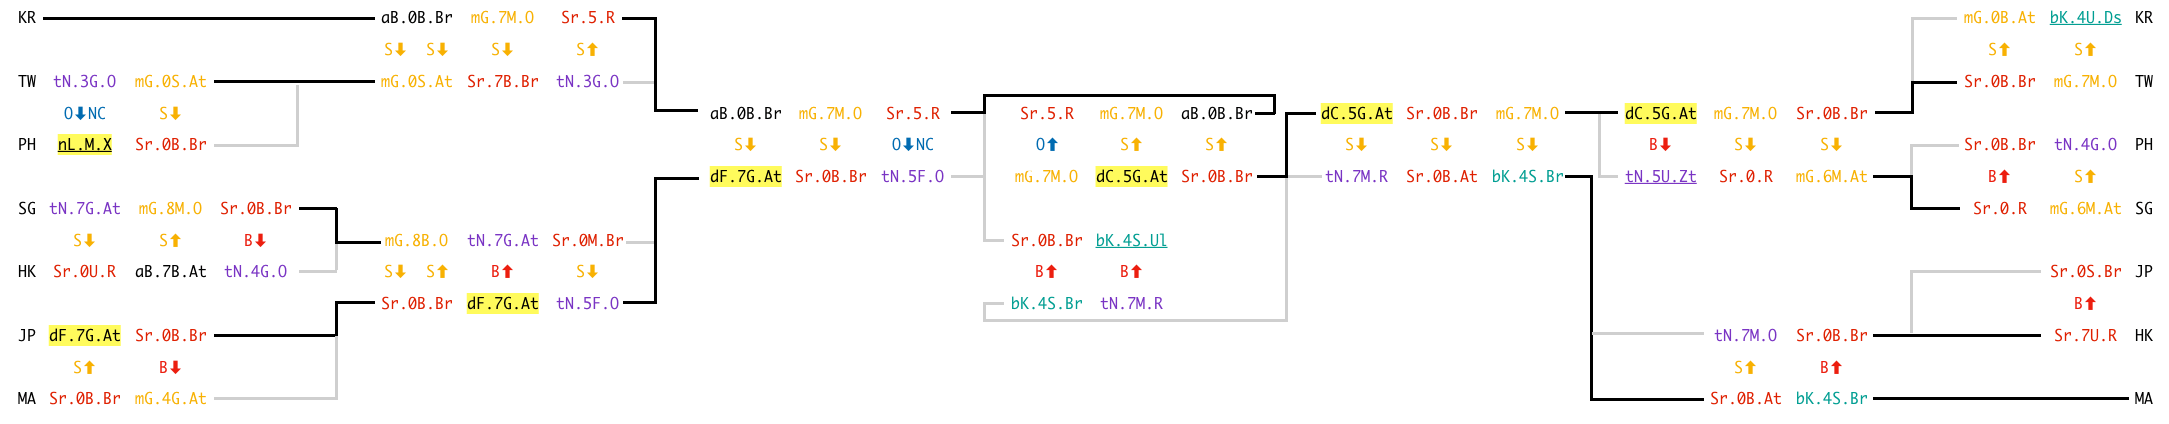 KR aB.0B.Br mG.7M.O Sr.5.R mG.0B.At bK.4U.Ds KR
S⬇ S⬇ S⬇ S⬆ S⬆ S⬆
TW tN.3G.O mG.0S.At mG.0S.At Sr.7B.Br tN.3G.O Sr.0B.Br mG.7M.O TW
O⬇NC S⬇ aB.0B.Br mG.7M.O Sr.5.R Sr.5.R mG.7M.O aB.0B.Br dC.5G.At Sr.0B.Br mG.7M.O dC.5G.At mG.7M.O Sr.0B.Br
PH nL.M.X Sr.0B.Br S⬇ S⬇ O⬇NC O⬆ S⬆ S⬆ S⬇ S⬇ S⬇ B⬇ S⬇ S⬇ Sr.0B.Br tN.4G.O PH
dF.7G.At Sr.0B.Br tN.5F.O mG.7M.O dC.5G.At Sr.0B.Br tN.7M.R Sr.0B.At bK.4S.Br tN.5U.Zt Sr.0.R mG.6M.At B⬆ S⬆
SG tN.7G.At mG.8M.O Sr.0B.Br Sr.0.R mG.6M.At SG
S⬇ S⬆ B⬇ mG.8B.O tN.7G.At Sr.0M.Br Sr.0B.Br bK.4S.Ul
HK Sr.0U.R aB.7B.At tN.4G.O S⬇ S⬆ B⬆ S⬇ B⬆ B⬆ Sr.0S.Br JP
Sr.0B.Br dF.7G.At tN.5F.O bK.4S.Br tN.7M.R B⬆
JP dF.7G.At Sr.0B.Br tN.7M.O Sr.0B.Br Sr.7U.R HK
S⬆ B⬇ S⬆ B⬆
MA Sr.0B.Br mG.4G.At Sr.0B.At bK.4S.Br MA